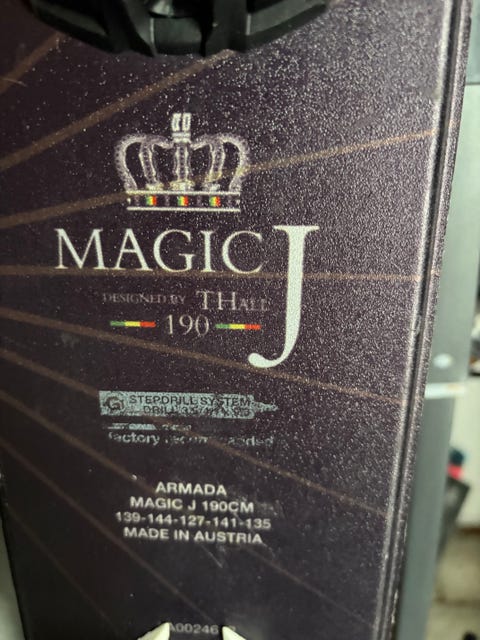 MAGIC J
DESIGNED BY THALL
190
G STEPDRILL SYSTEM
DRILL
factory recommended
ARMADA
MAGIC J 190CM
139-144-127-141-135
MADE IN AUSTRIA